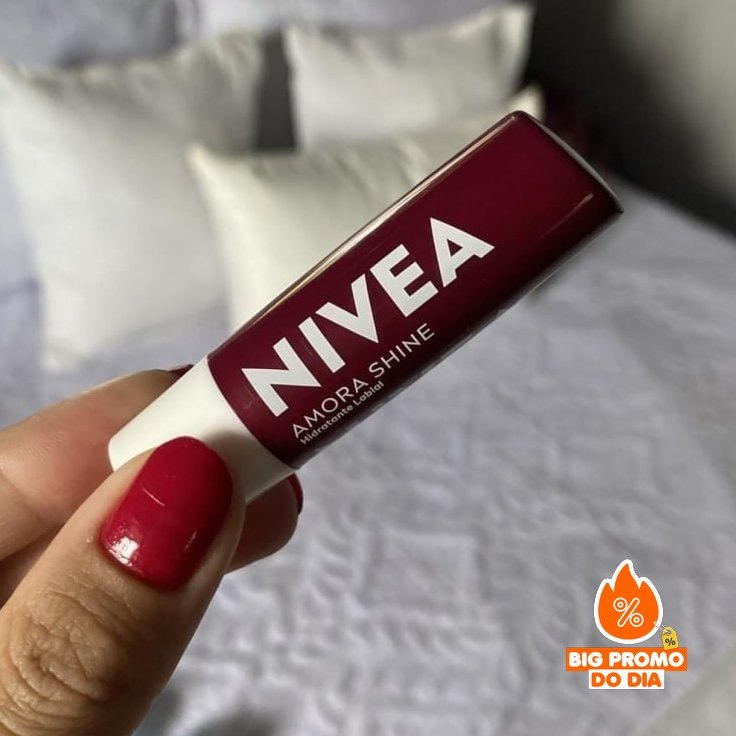 NIVEA
AMORA SHINE
Hidratante Labial
%
%
BIG PROMO
DO DIA